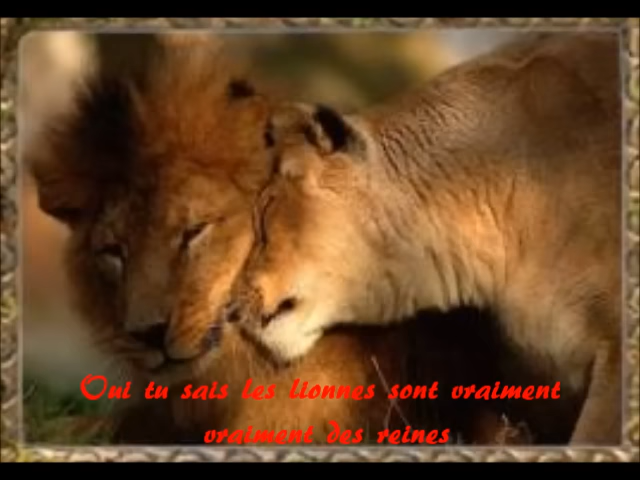 Oui tu sais les lionnes sont vraiment
vraiment des reines